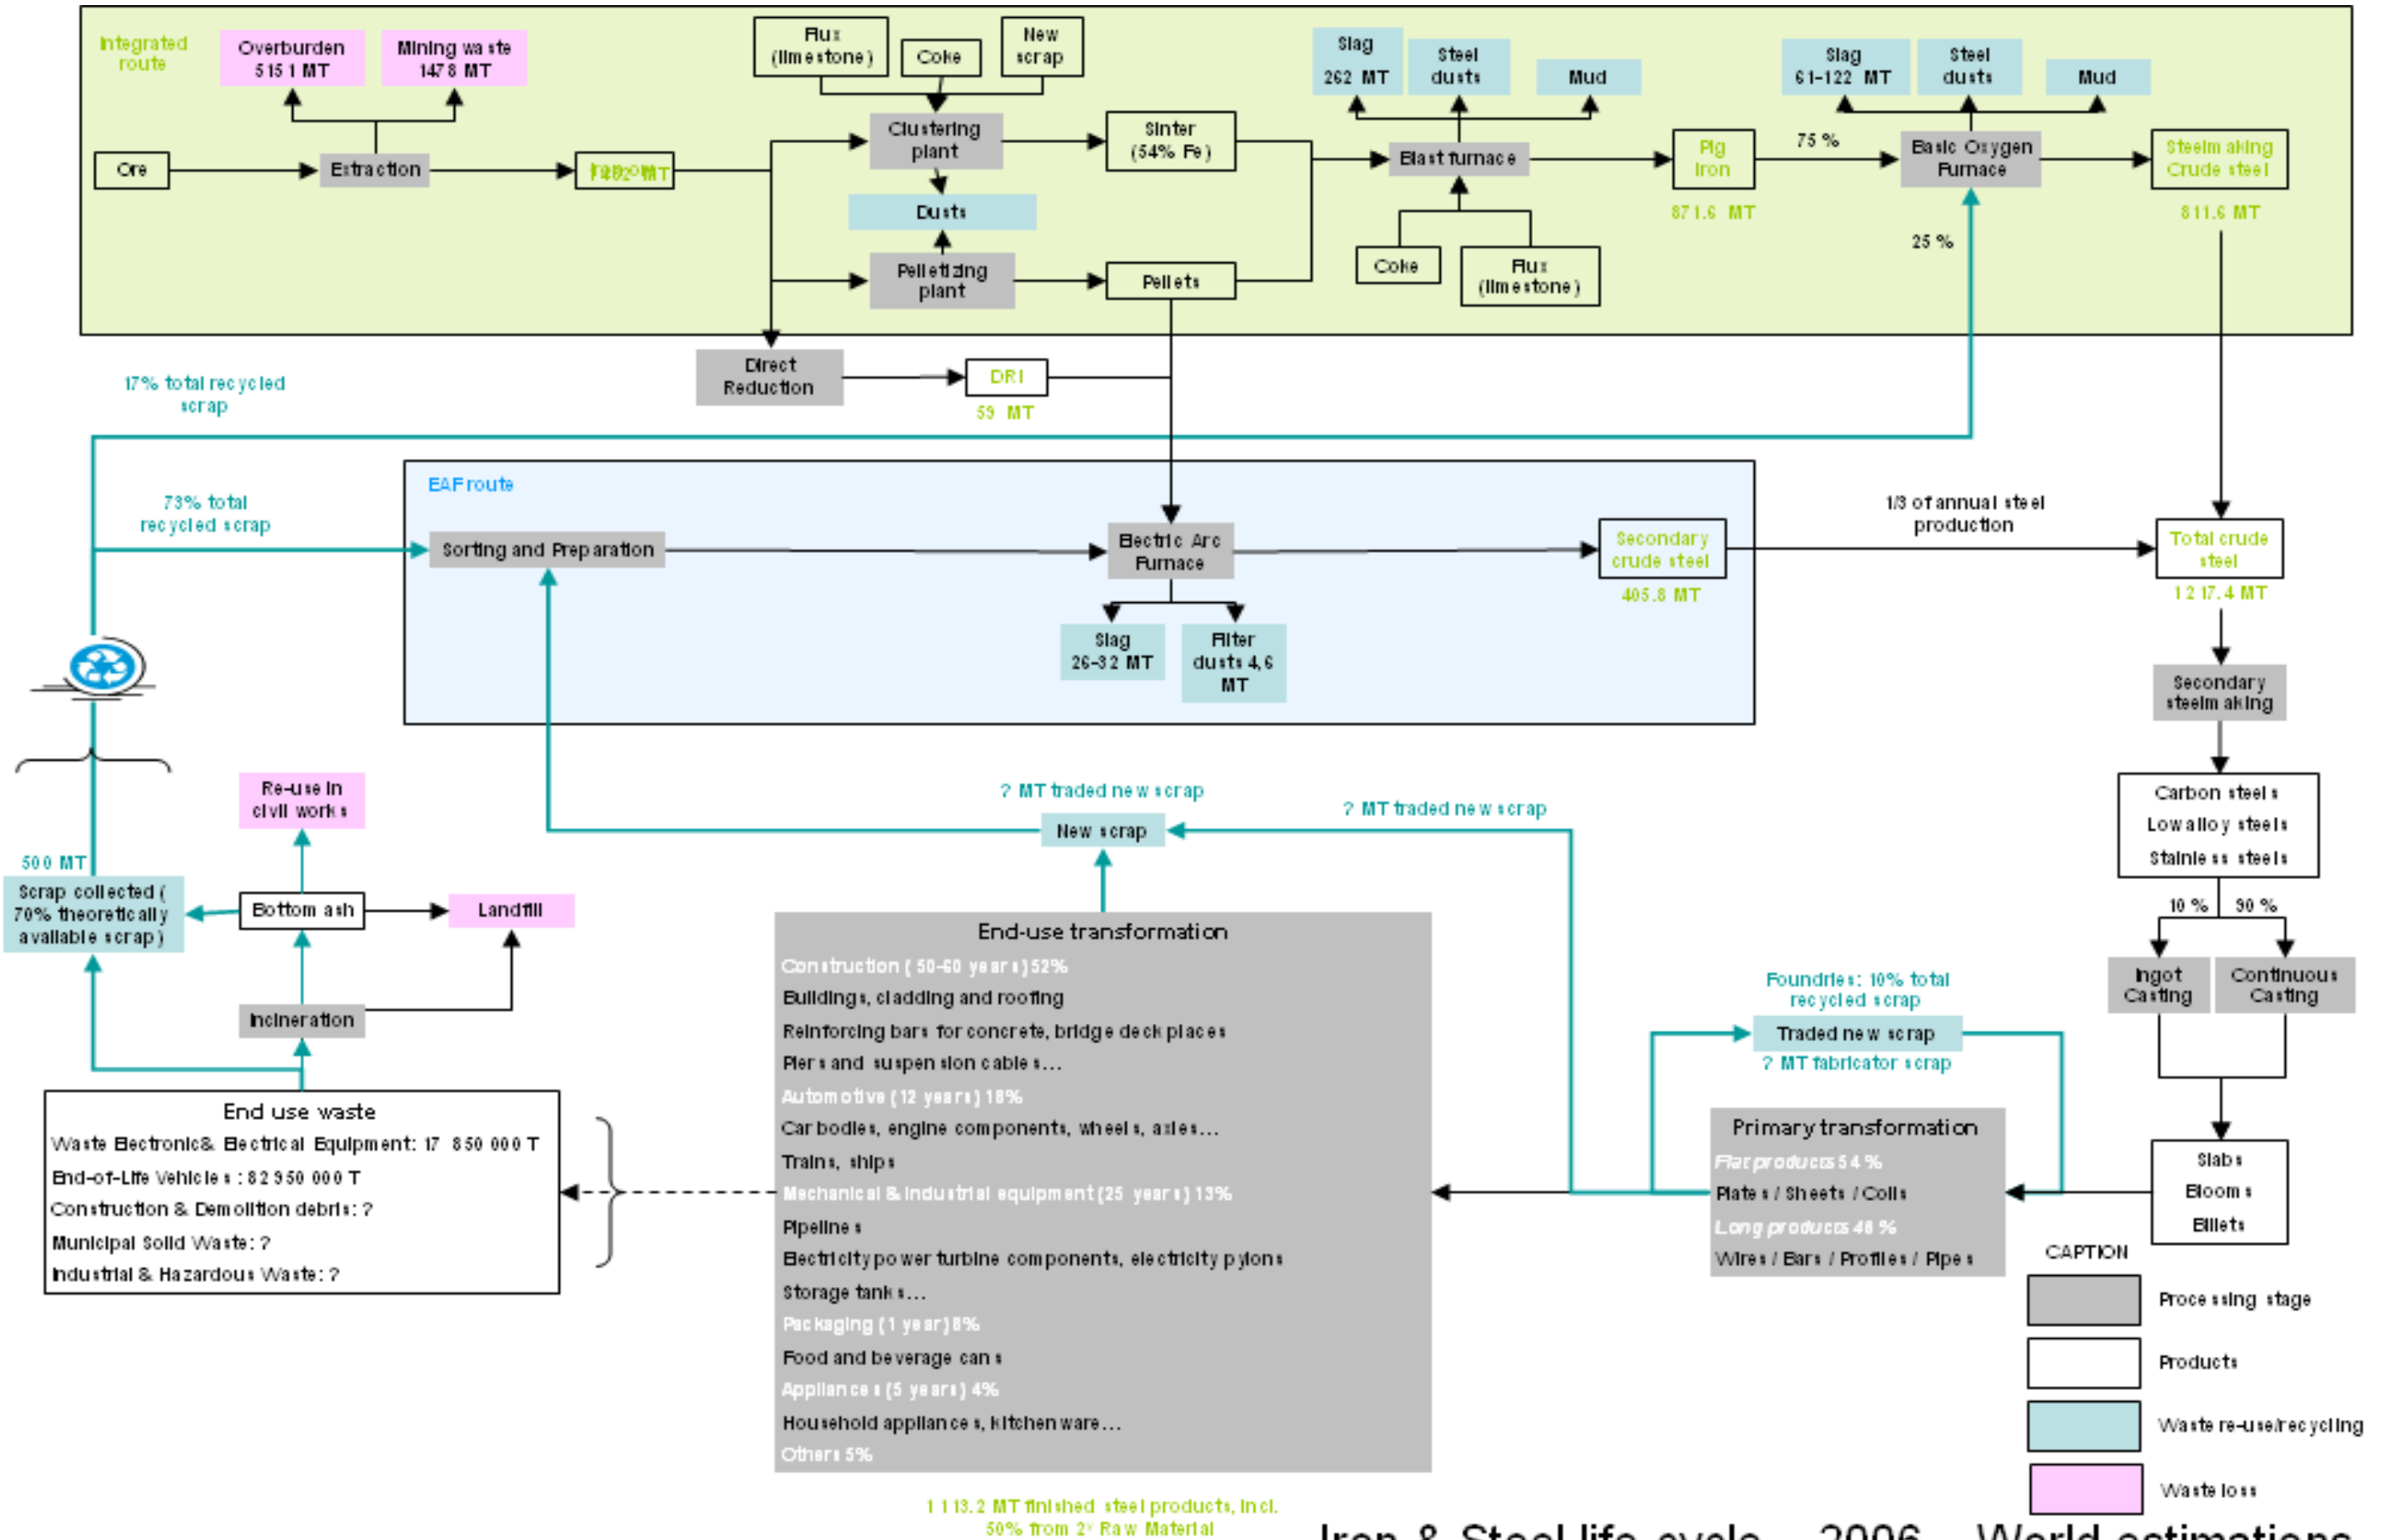 Integrated
route
Overburden
5151 MT
Mining waste
1478 MT
Flux
(limestone)
Coke
New
scrap
Slag
262 MT
Steel
dusts
Mud
Slag
61-122 MT
Steel
dusts
Mud
Ore
Extraction
Clustering
plant
Sinter
(54% Fe)
Blast furnace
Pig
Iron
75 %
Basic Oxygen
Furnace
Steelmaking
Crude steel
Dusts
871.6 MT
811.6 MT
25 %
Pelletizing
plant
Pellets
Coke
Flux
(limestone)
Direct
Reduction
DRI
59 MT
17% total recycled
scrap
EAF route
73% total
recycled scrap
Sorting and Preparation
Electric Arc
Furnace
Secondary
crude steel
405.8 MT
1/3 of annual steel
production
Total crude
steel
1 217.4 MT
Slag
26-32 MT
Filter
dusts 4,6
MT
Secondary
steelmaking
Re-use in
civil works
? MT traded new scrap
New scrap
? MT traded new scrap
Carbon steels
Low alloy steels
Stainless steels
10 %
90 %
500 MT
Scrap collected (
70% theoretically
available scrap)
Bottom ash
Landfill
Incineration
Ingot
Casting
Continuous
Casting
Foundries: 10% total
recycled scrap
Traded new scrap
? MT fabricator scrap
End-use transformation
Construction ( 50-60 years) 52%
Buildings, cladding and roofing
Reinforcing bars for concrete, bridge deck places
Piers and suspension cables...
Automotive (12 years) 18%
Car bodies, engine components, wheels, axles...
Trains, ships
Mechanical & industrial equipment (25 years) 13%
Pipelines
Electricity power turbine components, electricity pylons
Storage tanks...
Packaging (1 year) 8%
Food and beverage cans
Appliances (5 years) 4%
Household appliances, kitchenware...
Others 5%
1 113.2 MT finished steel products, incl.
50% from 2ʸ Raw Material
End use waste
Waste Electronic& Electrical Equipment: 17 850 000 T
End-of-Life Vehicles : 82 950 000 T
Construction & Demolition debris: ?
Municipal Solid Waste: ?
Industrial & Hazardous Waste: ?
Primary transformation
Flat products 54 %
Plates / Sheets / Coils
Long products 46 %
Wires / Bars / Profiles / Pipes
Slabs
Blooms
Billets
CAPTION
Processing stage
Products
Waste re-use/recycling
Waste loss
Iron & Steel life cycle – 2006 – World estimations